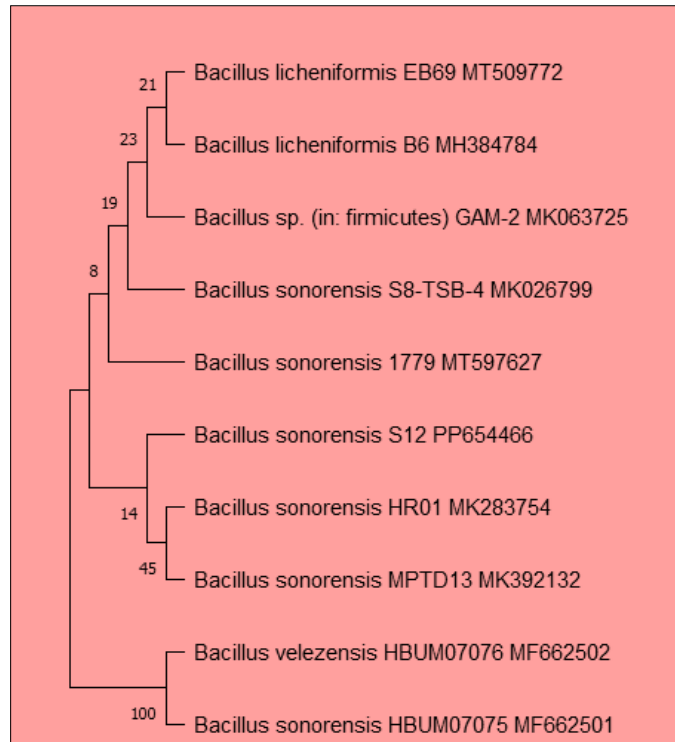 21
Bacillus licheniformis EB69 MT509772
23
Bacillus licheniformis B6 MH384784
19
Bacillus sp. (in: firmicutes) GAM-2 MK063725
8
Bacillus sonorensis S8-TSB-4 MK026799
Bacillus sonorensis 1779 MT597627
Bacillus sonorensis S12 PP654466
14
Bacillus sonorensis HR01 MK283754
45
Bacillus sonorensis MPTD13 MK392132
Bacillus velezensis HBUM07076 MF662502
100
Bacillus sonorensis HBUM07075 MF662501